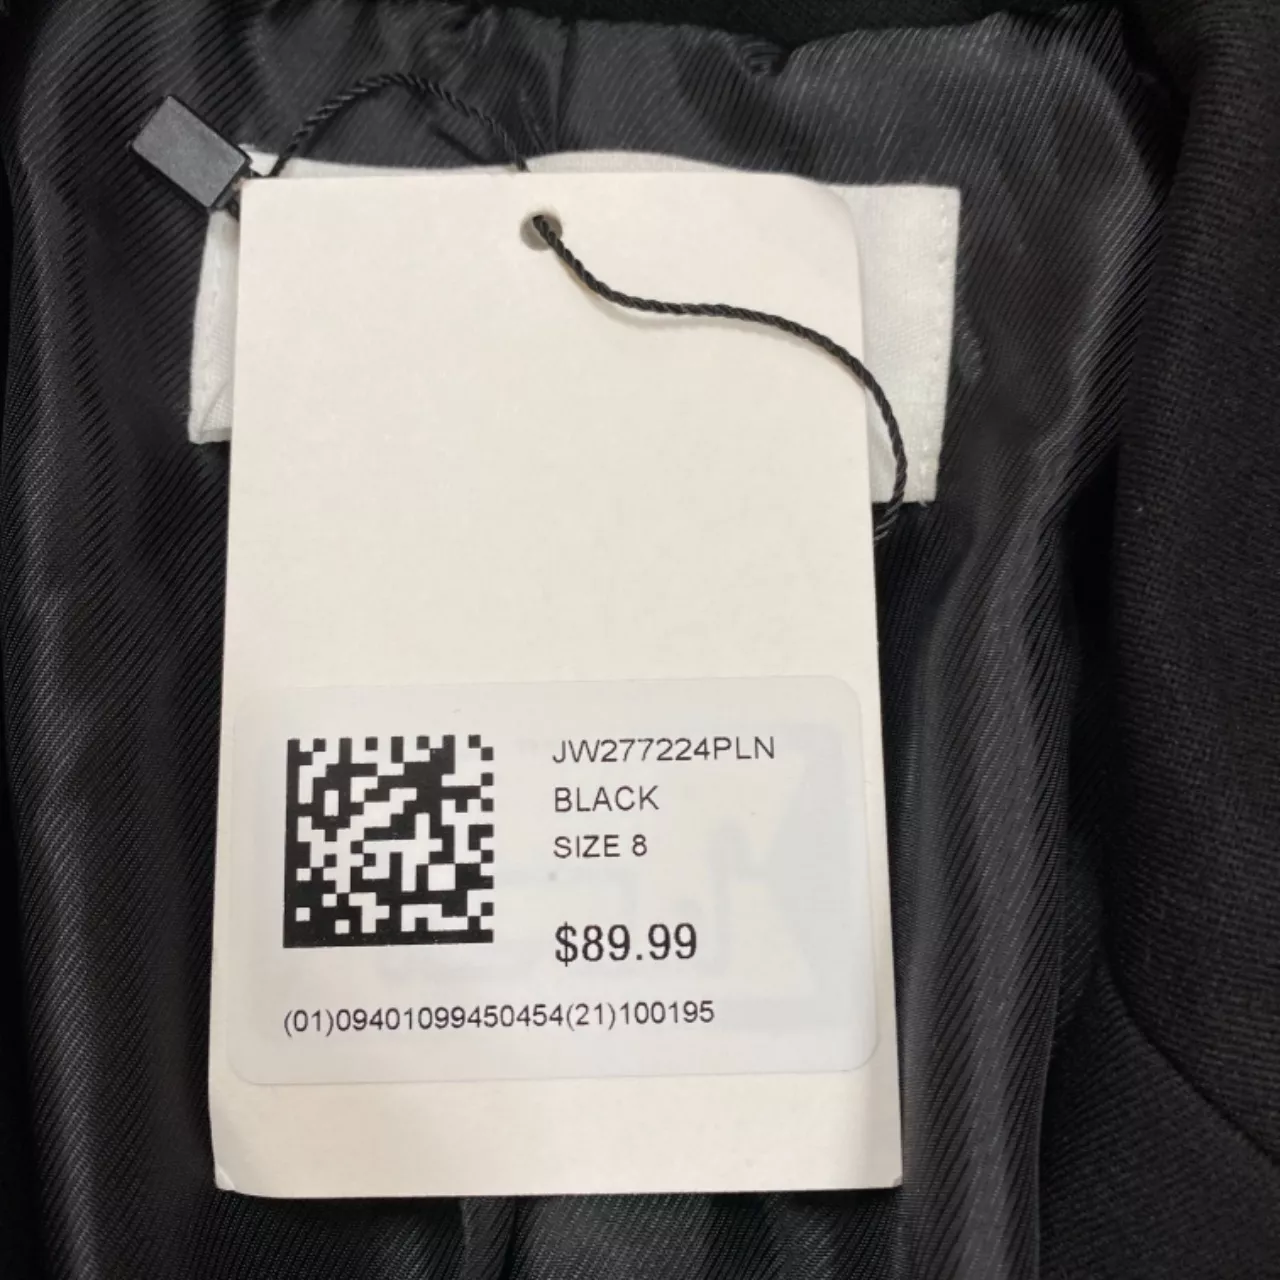 JW277224PLN
BLACK
SIZE 8
$89.99
(01)09401099450454(21)100195